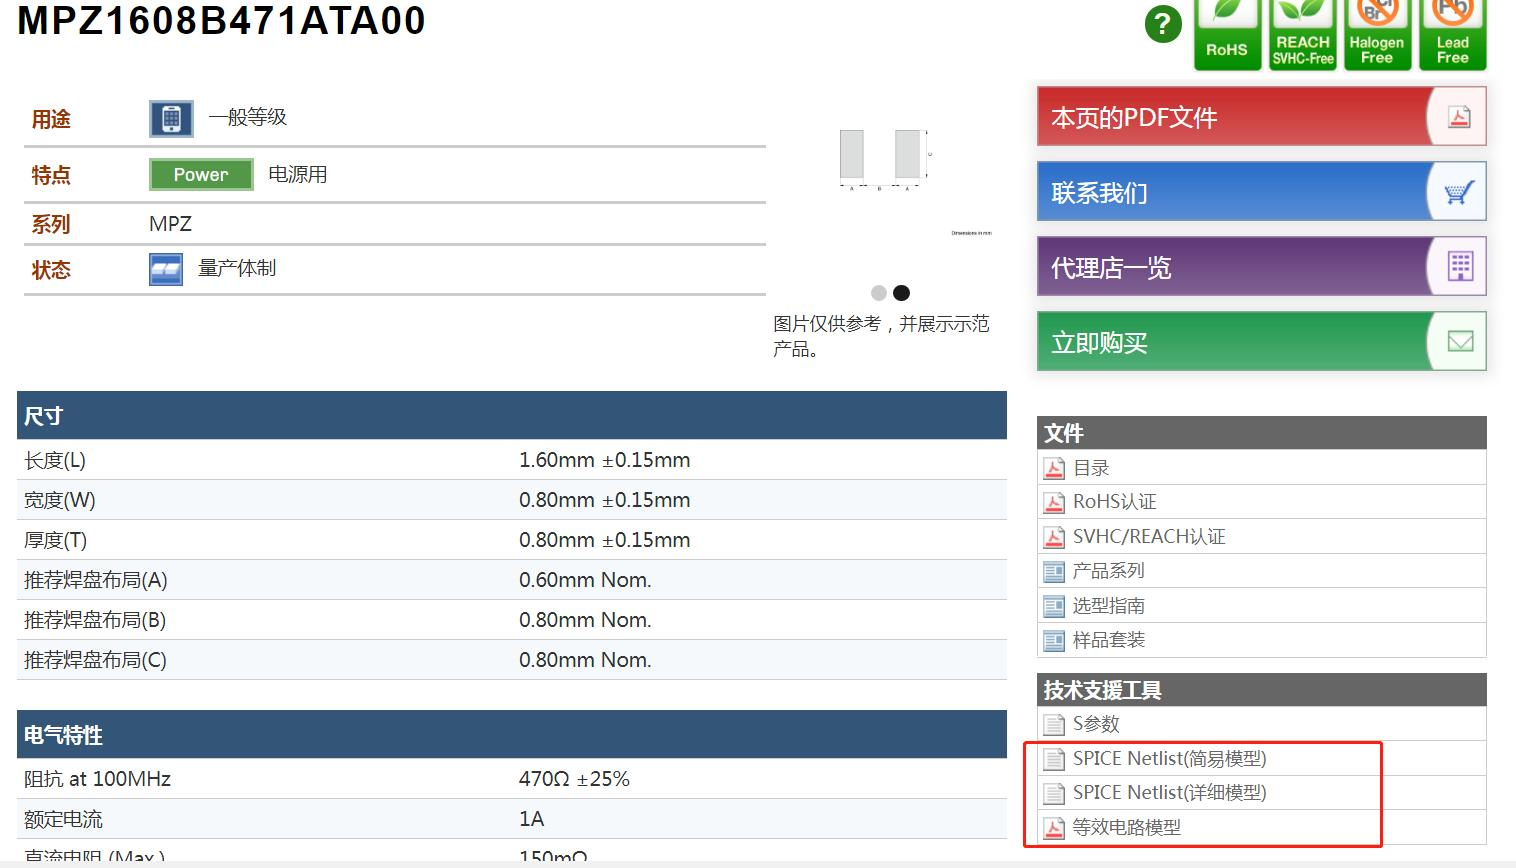 MPZ1608B471ATA00
?
RoHS
REACH
SVHC-Free
Br
Cl
Halogen
Free
Pb
Lead
Free
用途
一般等级
特点
Power
电源用
系列
MPZ
状态
量产体制
A
B
A
C
Dimensions in mm
图片仅供参考，并展示示范
产品。
本页的PDF文件
联系我们
代理店一览
立即购买
尺寸
长度(L) 1.60mm ±0.15mm
宽度(W) 0.80mm ±0.15mm
厚度(T) 0.80mm ±0.15mm
推荐焊盘布局(A) 0.60mm Nom.
推荐焊盘布局(B) 0.80mm Nom.
推荐焊盘布局(C) 0.80mm Nom.
电气特性
阻抗 at 100MHz 470Ω ±25%
额定电流 1A
直流电阻 (Max.) 150mΩ
文件
目录
RoHS认证
SVHC/REACH认证
产品系列
选型指南
样品套装
技术支援工具
S参数
SPICE Netlist(简易模型)
SPICE Netlist(详细模型)
等效电路模型